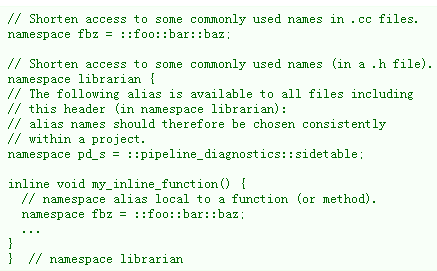 // Shorten access to some commonly used names in .cc files.
namespace fbz = ::foo::bar::baz;

// Shorten access to some commonly used names (in a .h file).
namespace librarian {
// The following alias is available to all files including
// this header (in namespace librarian):
// alias names should therefore be chosen consistently
// within a project.
namespace pd_s = ::pipeline_diagnostics::sidetable;

inline void my_inline_function() {
  // namespace alias local to a function (or method).
  namespace fbz = ::foo::bar::baz;
  ...
}
}  // namespace librarian